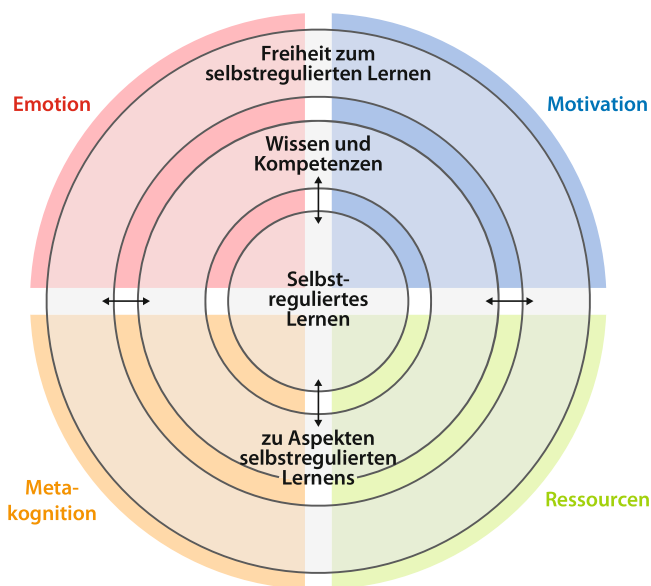 Freiheit zum
selbstregulierten Lernen
Emotion
Motivation
Wissen und
Kompetenzen
Selbst-
reguliertes
Lernen
zu Aspekten
selbstregulierten
Lernens
Meta-
kognition
Ressourcen